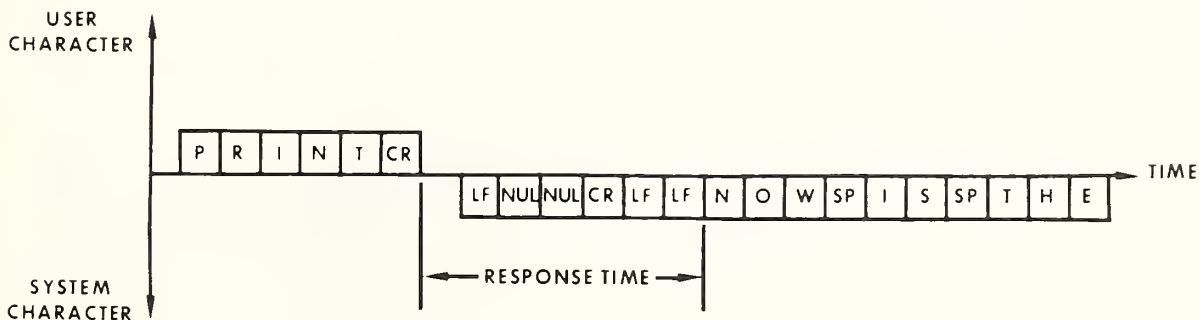 USER
CHARACTER
P R I N T CR
TIME
LF NUL NUL CR LF LF N O W SP I S SP T H E
RESPONSE TIME
SYSTEM
CHARACTER